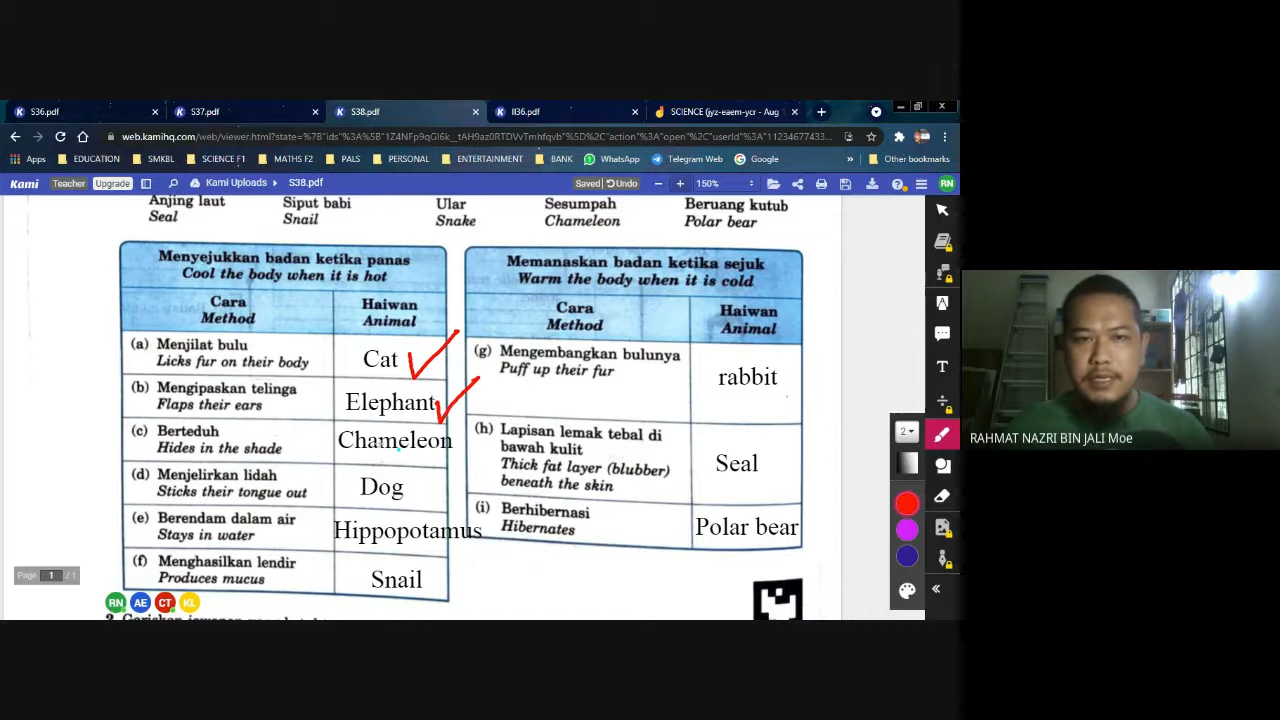 S36.pdf
S37.pdf
S38.pdf
II36.pdf
SCIENCE (jyz-eaem-ycr - Aug 1
web.kamihq.com/web/viewer.html?state=%7B"ids"%3A%5B"1Z4NFp9qGI6k__tAH9az0RTDVvTmhfqvb"%5D%2C"action"%3A"open"%2C"userId"%3A"11234677433...
Apps
EDUCATION
SMKBL
SCIENCE F1
MATHS F2
PALS
PERSONAL
ENTERTAINMENT
BANK
WhatsApp
Telegram Web
Google
Other bookmarks
Kami
Teacher
Upgrade
Kami Uploads
S38.pdf
Saved
Undo
150%
RN
Anjing laut
Seal
Siput babi
Snail
Ular
Snake
Sesumpah
Chameleon
Beruang kutub
Polar bear
Menyejukkan badan ketika panas
Cool the body when it is hot
Cara
Method
Haiwan
Animal
(a) Menjilat bulu
Licks fur on their body
Cat
(b) Mengipaskan telinga
Flaps their ears
Elephant
(c) Berteduh
Hides in the shade
Chameleon
(d) Menjelirkan lidah
Sticks their tongue out
Dog
(e) Berendam dalam air
Stays in water
Hippopotamus
(f) Menghasilkan lendir
Produces mucus
Snail
Memanaskan badan ketika sejuk
Warm the body when it is cold
Cara
Method
Haiwan
Animal
(g) Mengembangkan bulunya
Puff up their fur
rabbit
(h) Lapisan lemak tebal di
bawah kulit
Thick fat layer (blubber)
beneath the skin
Seal
(i) Berhibernasi
Hibernates
Polar bear
2
Page 1 / 1
RN
AE
CT
KL
RAHMAT NAZRI BIN JALI Moe